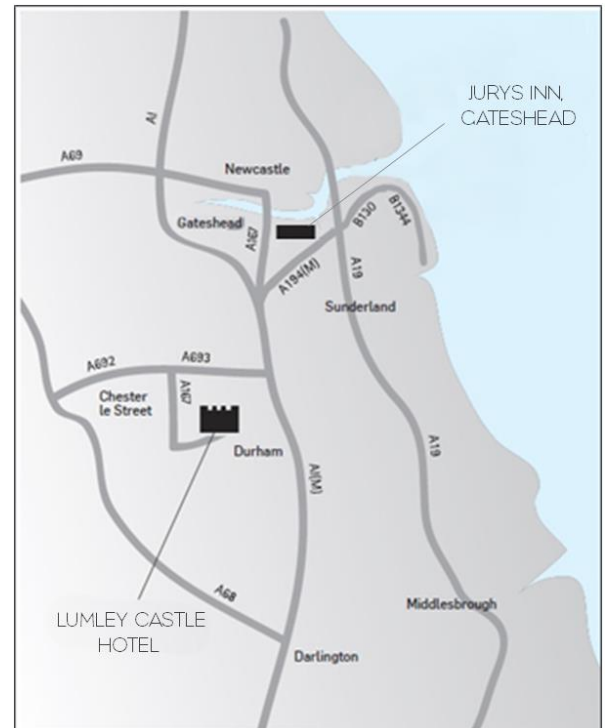 JURYS INN,
GATESHEAD
A1
A69
Newcastle
Gateshead
A167
A194(M)
B130
B1344
A19
Sunderland
A692
A693
A167
Chester
le Street
Durham
A1(M)
A19
A68
Middlesbrough
LUMLEY CASTLE
HOTEL
Darlington